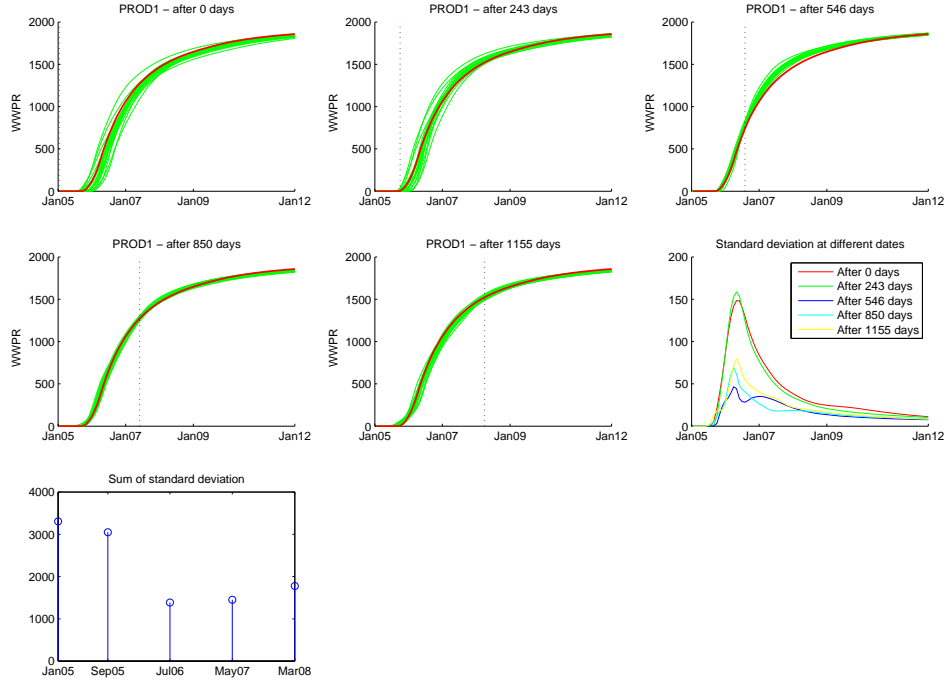 PROD1 − after 0 days
PROD1 − after 243 days
PROD1 − after 546 days
2000
1500
1000
500
0
WWPR
Jan05
Jan07
Jan09
Jan12
2000
1500
1000
500
0
WWPR
Jan05
Jan07
Jan09
Jan12
2000
1500
1000
500
0
WWPR
Jan05
Jan07
Jan09
Jan12
PROD1 − after 850 days
PROD1 − after 1155 days
Standard deviation at different dates
2000
1500
1000
500
0
WWPR
Jan05
Jan07
Jan09
Jan12
2000
1500
1000
500
0
WWPR
Jan05
Jan07
Jan09
Jan12
200
150
100
50
0
After 0 days
After 243 days
After 546 days
After 850 days
After 1155 days
Jan05
Jan07
Jan09
Jan12
Sum of standard deviation
4000
3000
2000
1000
0
Jan05
Sep05
Jul06
May07
Mar08